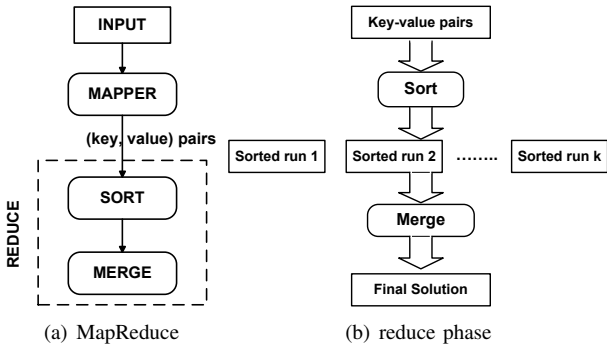 INPUT
MAPPER
(key, value) pairs
REDUCE
SORT
MERGE
(a) MapReduce
Key-value pairs
Sort
Sorted run 1
Sorted run 2
........
Sorted run k
Merge
Final Solution
(b) reduce phase